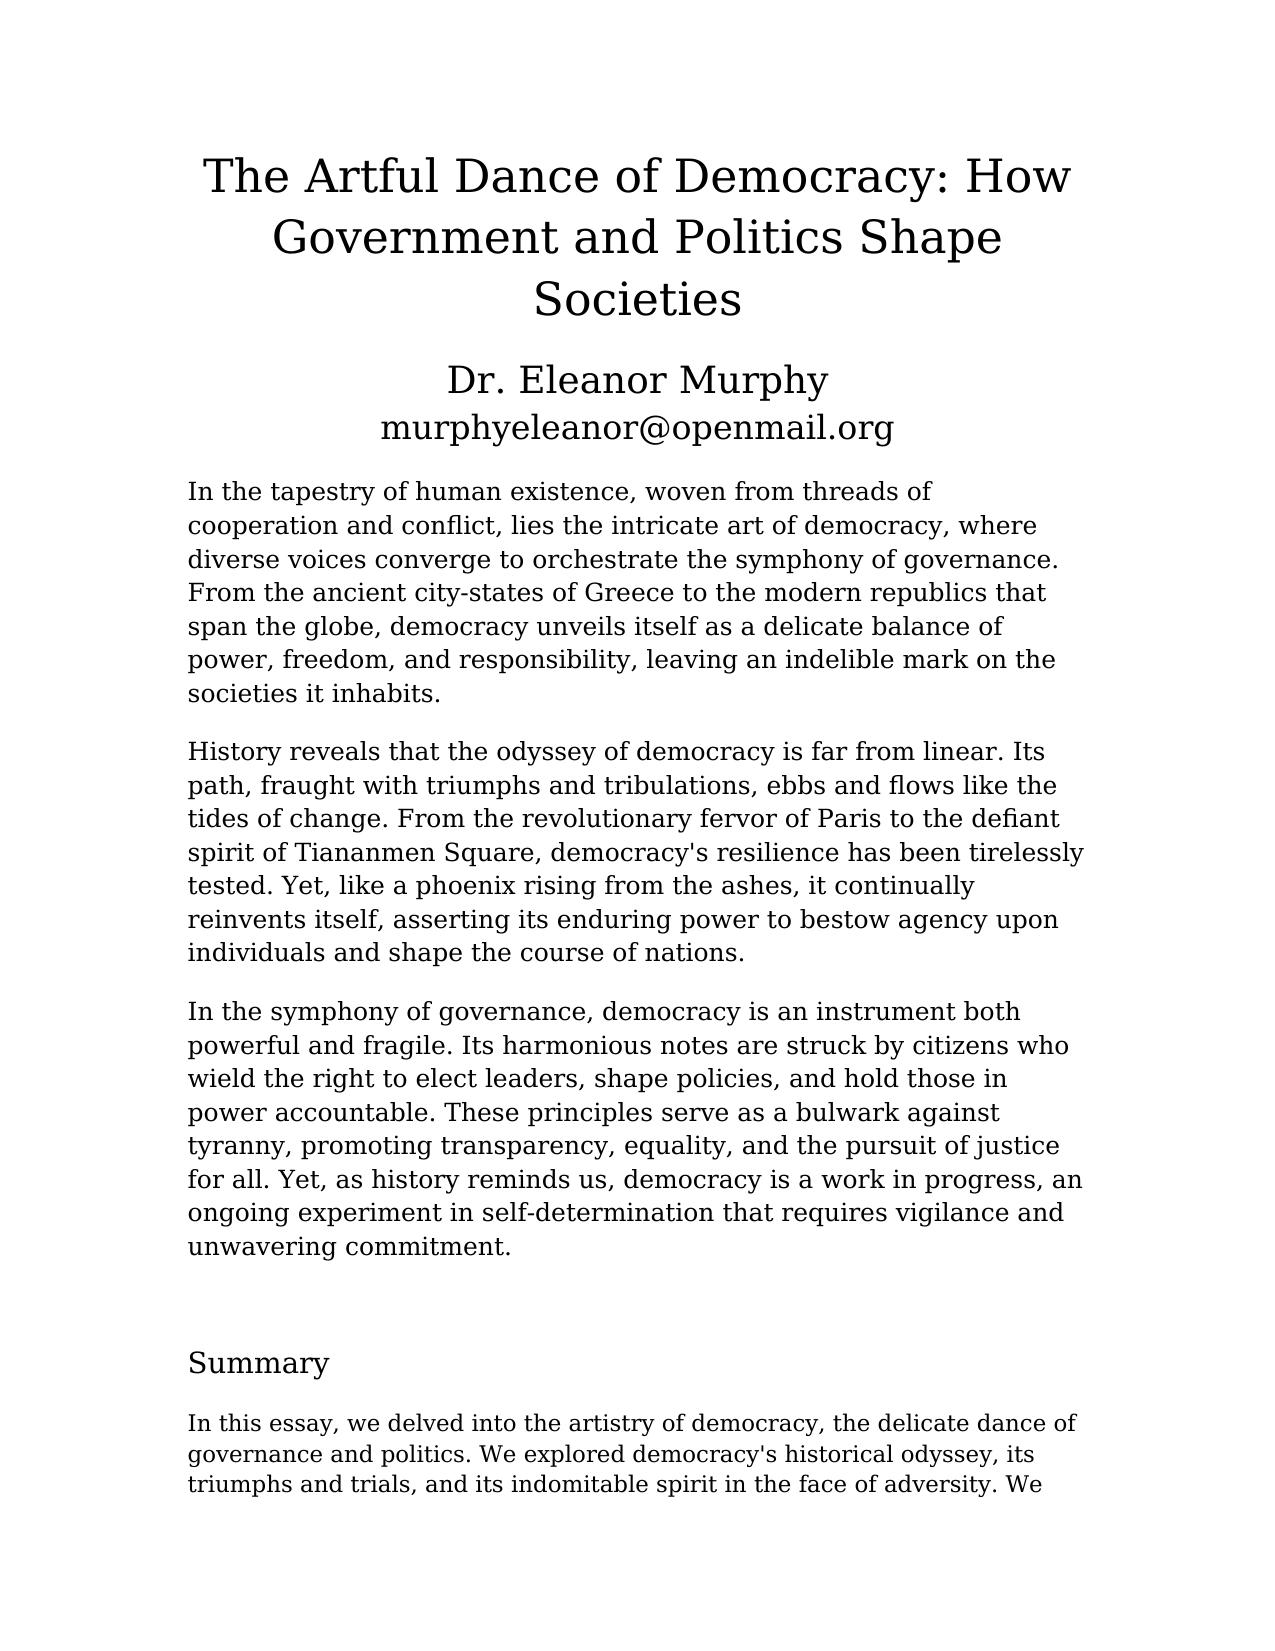 The Artful Dance of Democracy: How
Government and Politics Shape
Societies
Dr. Eleanor Murphy
murphyeleanor@openmail.org
In the tapestry of human existence, woven from threads of
cooperation and conflict, lies the intricate art of democracy, where
diverse voices converge to orchestrate the symphony of governance.
From the ancient city-states of Greece to the modern republics that
span the globe, democracy unveils itself as a delicate balance of
power, freedom, and responsibility, leaving an indelible mark on the
societies it inhabits.
History reveals that the odyssey of democracy is far from linear. Its
path, fraught with triumphs and tribulations, ebbs and flows like the
tides of change. From the revolutionary fervor of Paris to the defiant
spirit of Tiananmen Square, democracy's resilience has been tirelessly
tested. Yet, like a phoenix rising from the ashes, it continually
reinvents itself, asserting its enduring power to bestow agency upon
individuals and shape the course of nations.
In the symphony of governance, democracy is an instrument both
powerful and fragile. Its harmonious notes are struck by citizens who
wield the right to elect leaders, shape policies, and hold those in
power accountable. These principles serve as a bulwark against
tyranny, promoting transparency, equality, and the pursuit of justice
for all. Yet, as history reminds us, democracy is a work in progress, an
ongoing experiment in self-determination that requires vigilance and
unwavering commitment.
Summary
In this essay, we delved into the artistry of democracy, the delicate dance of
governance and politics. We explored democracy's historical odyssey, its
triumphs and trials, and its indomitable spirit in the face of adversity. We